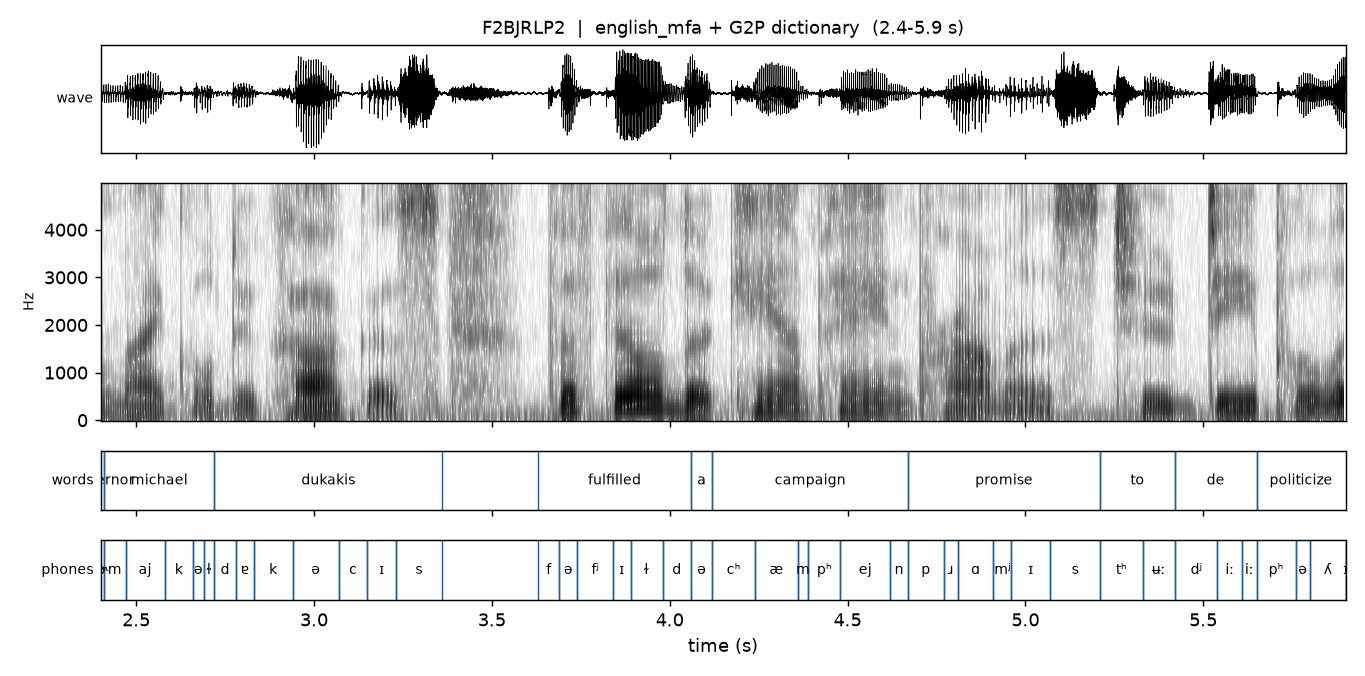 F2BJRLP2 | english_mfa + G2P dictionary (2.4-5.9 s)
wave
4000
3000
2000
1000
0
Hz
words michael dukakis fulfilled a campaign promise to de politicize
phones m aj k ə ɫ d ɐ k ə c ɪ s f ə fʲ ɪ ɫ d ə cʰ æ m pʰ ej n p ɹ ɑ mʲ ɪ s tʰ ʉː dʲ iː iː pʰ ə ʎ
2.5 3.0 3.5 4.0 4.5 5.0 5.5
time (s)